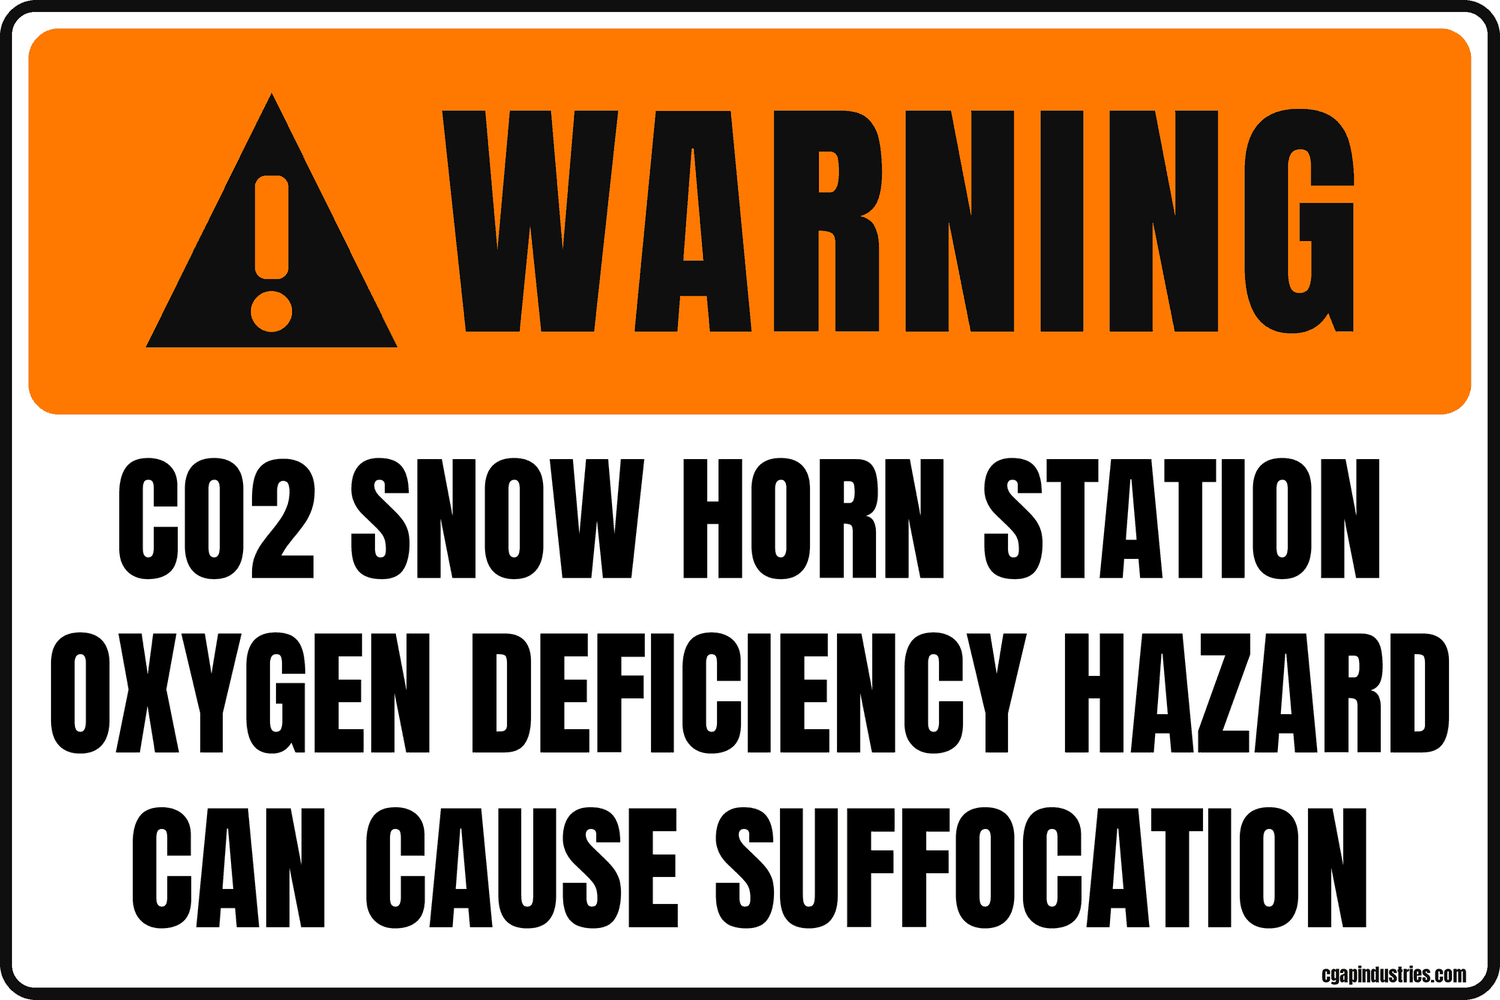 WARNING
CO2 SNOW HORN STATION
OXYGEN DEFICIENCY HAZARD
CAN CAUSE SUFFOCATION
cgapindustries.com